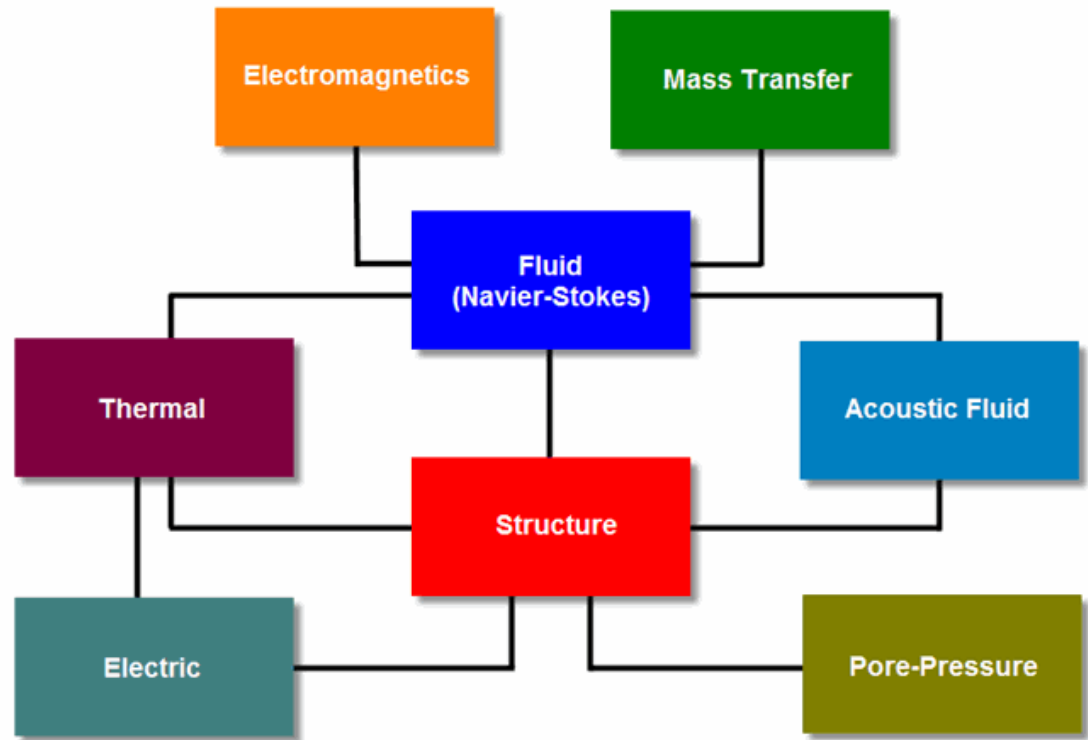 Electromagnetics
Mass Transfer
Fluid
(Navier-Stokes)
Thermal
Acoustic Fluid
Structure
Electric
Pore-Pressure